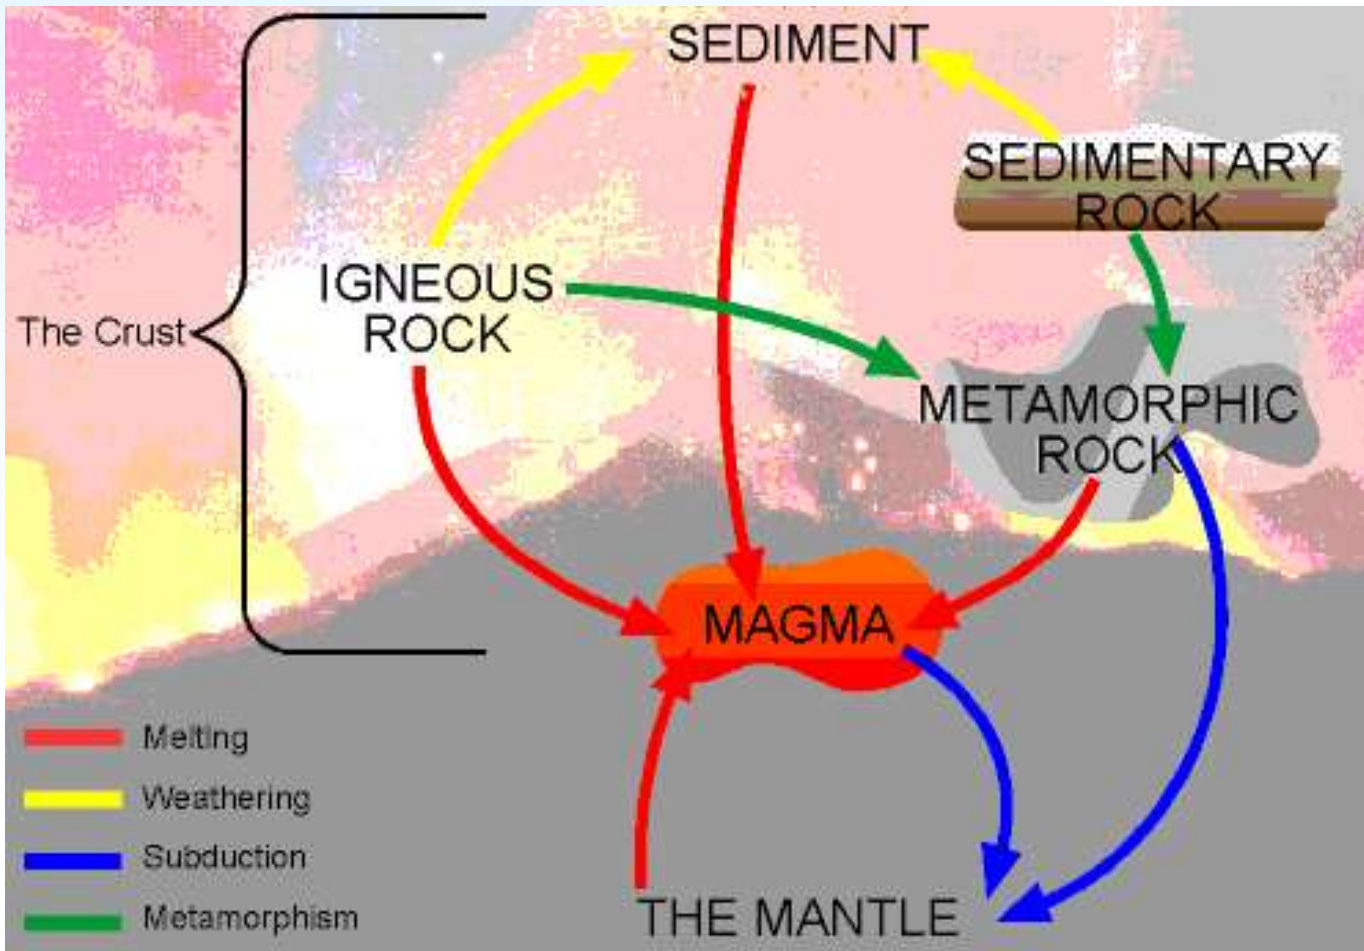 SEDIMENT
SEDIMENTARY
ROCK
IGNEOUS
ROCK
The Crust
METAMORPHIC
ROCK
MAGMA
Melting
Weathering
Subduction
Metamorphism
THE MANTLE